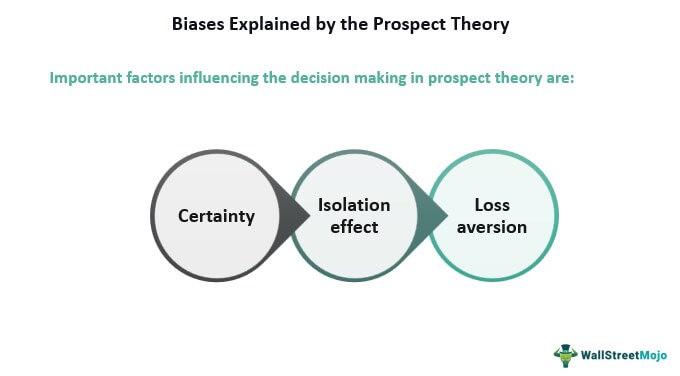 Biases Explained by the Prospect Theory
Important factors influencing the decision making in prospect theory are:
Certainty
Isolation
effect
Loss
aversion
WallStreetMojo